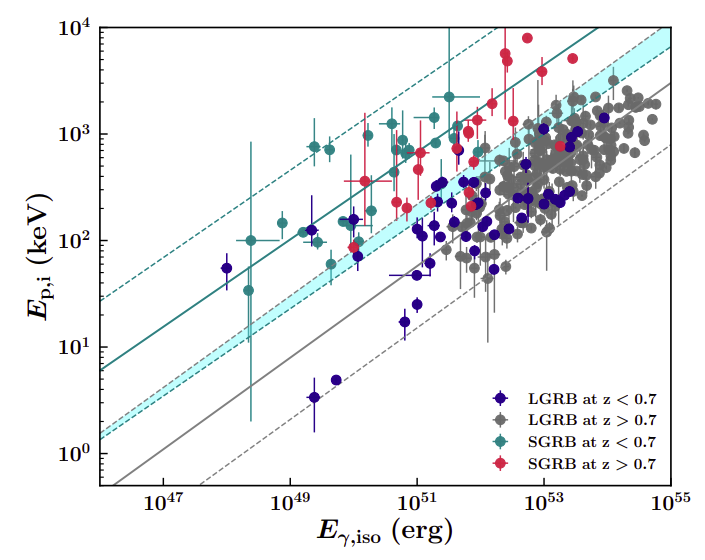 10⁴
10³
10²
10¹
10⁰
E_p,i (keV)
LGRB at z < 0.7
LGRB at z > 0.7
SGRB at z < 0.7
SGRB at z > 0.7
10⁴⁷ 10⁴⁹ 10⁵¹ 10⁵³ 10⁵⁵
E_γ,iso (erg)